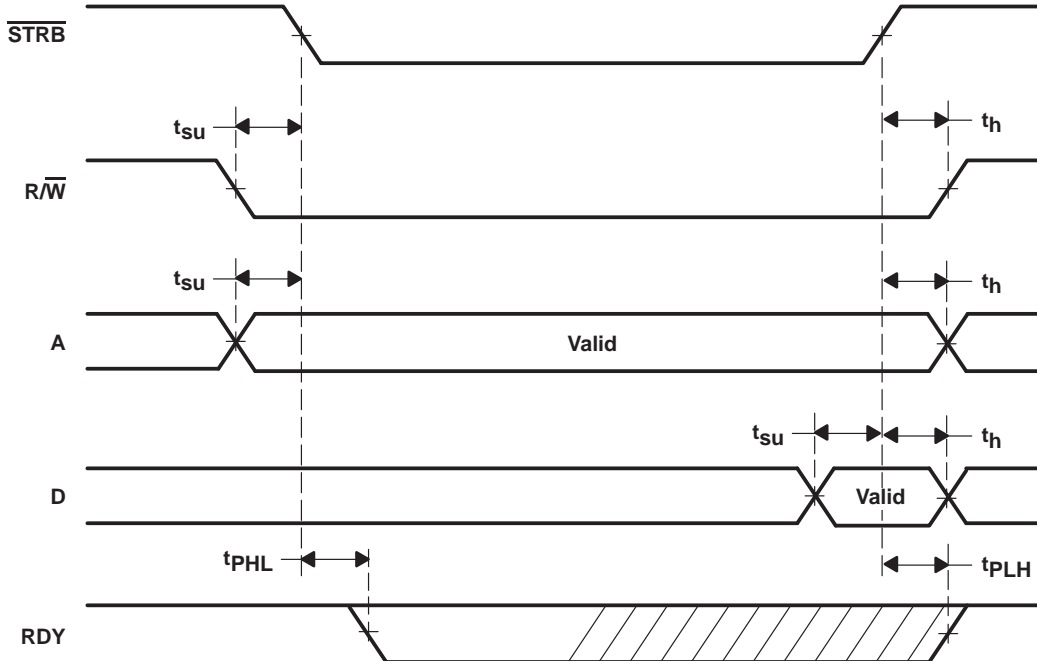 STRB
tsu
th
R/W
tsu
th
A
Valid
tsu
th
D
Valid
tPHL
tPLH
RDY